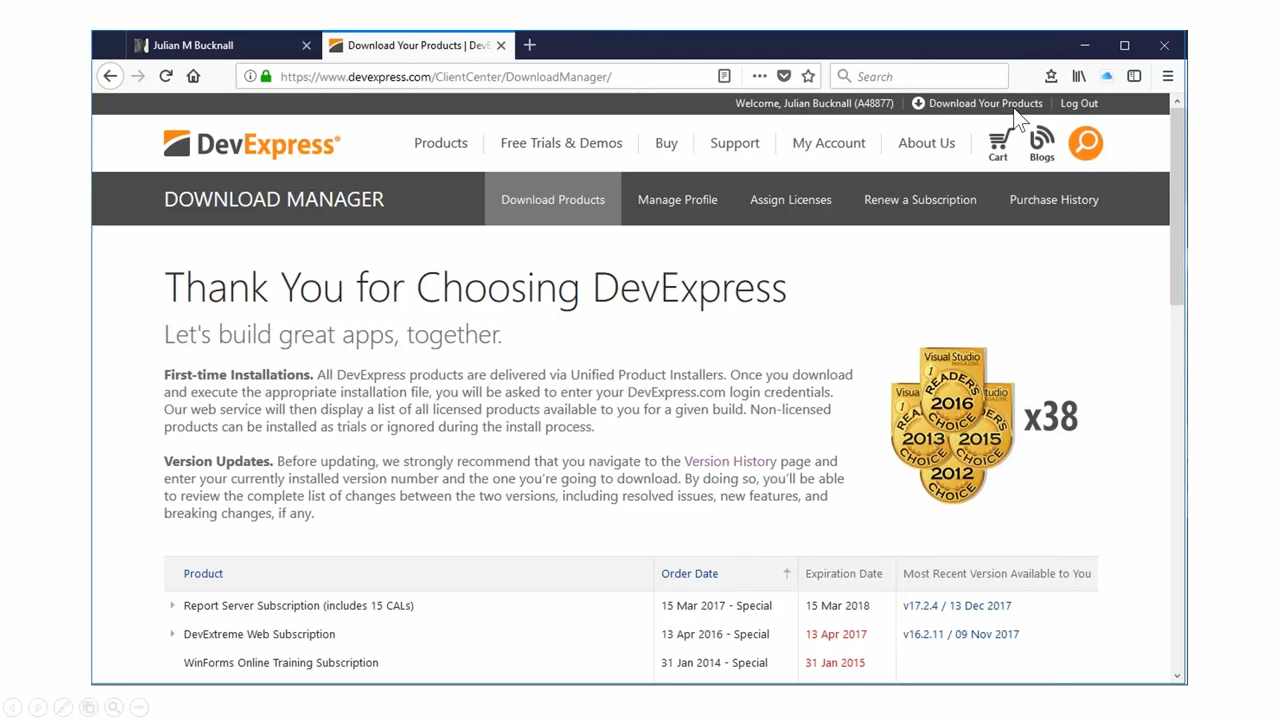 Julian M Bucknall
Download Your Products | DevE
https://www.devexpress.com/ClientCenter/DownloadManager/
Search
Welcome, Julian Bucknall (A48877)
Download Your Products
Log Out
DevExpress®
Products
Free Trials & Demos
Buy
Support
My Account
About Us
Cart
Blogs
DOWNLOAD MANAGER
Download Products
Manage Profile
Assign Licenses
Renew a Subscription
Purchase History
Thank You for Choosing DevExpress
Let's build great apps, together.
First-time Installations. All DevExpress products are delivered via Unified Product Installers. Once you download
and execute the appropriate installation file, you will be asked to enter your DevExpress.com login credentials.
Our web service will then display a list of all licensed products available to you for a given build. Non-licensed
products can be installed as trials or ignored during the install process.
Version Updates. Before updating, we strongly recommend that you navigate to the Version History page and
enter your currently installed version number and the one you're going to download. By doing so, you'll be able
to review the complete list of changes between the two versions, including resolved issues, new features, and
breaking changes, if any.
Visual Studio
MAGAZINE
1
READER'S
2016
CHOICE
2013
CHOICE
2015
CHOICE
2012
CHOICE
x38
Product
Order Date
Expiration Date
Most Recent Version Available to You
Report Server Subscription (includes 15 CALs)
15 Mar 2017 - Special
15 Mar 2018
v17.2.4 / 13 Dec 2017
DevExtreme Web Subscription
13 Apr 2016 - Special
13 Apr 2017
v16.2.11 / 09 Nov 2017
WinForms Online Training Subscription
31 Jan 2014 - Special
31 Jan 2015